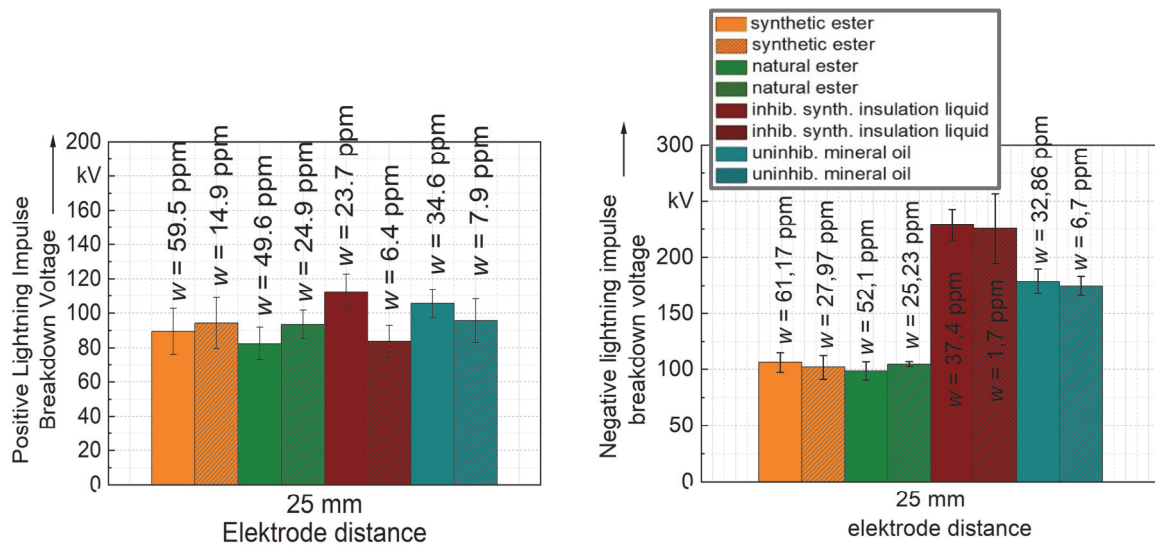 Positive Lightning Impulse
Breakdown Voltage
200
kV
160
140
120
100
80
60
40
20
0
w = 59.5 ppm
w = 14.9 ppm
w = 49.6 ppm
w = 24.9 ppm
w = 23.7 ppm
w = 6.4 ppm
w = 34.6 ppm
w = 7.9 ppm
25 mm
Elektrode distance
synthetic ester
synthetic ester
natural ester
natural ester
inhib. synth. insulation liquid
inhib. synth. insulation liquid
uninhib. mineral oil
uninhib. mineral oil
Negative lightning impulse
breakdown voltage
300
kV
200
150
100
50
0
w = 61,17 ppm
w = 27,97 ppm
w = 52,1 ppm
w = 25,23 ppm
w = 37.4 ppm
w = 1,7 ppm
w = 32,86 ppm
w = 6,7 ppm
25 mm
elektrode distance